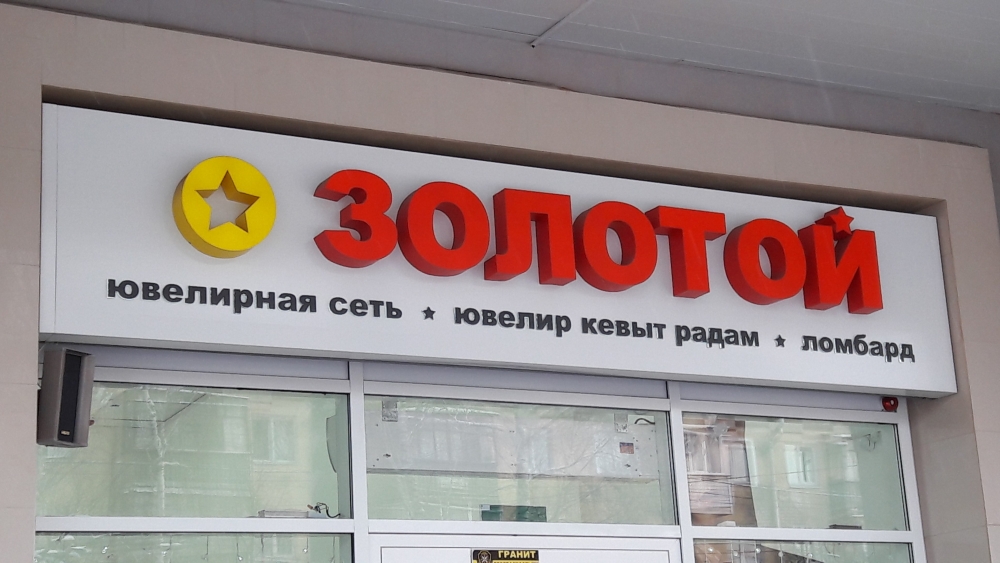 ЗОЛОТОЙ
ювелирная сеть ★ ювелир кевыт радам ★ ломбард
ГРАНИТ